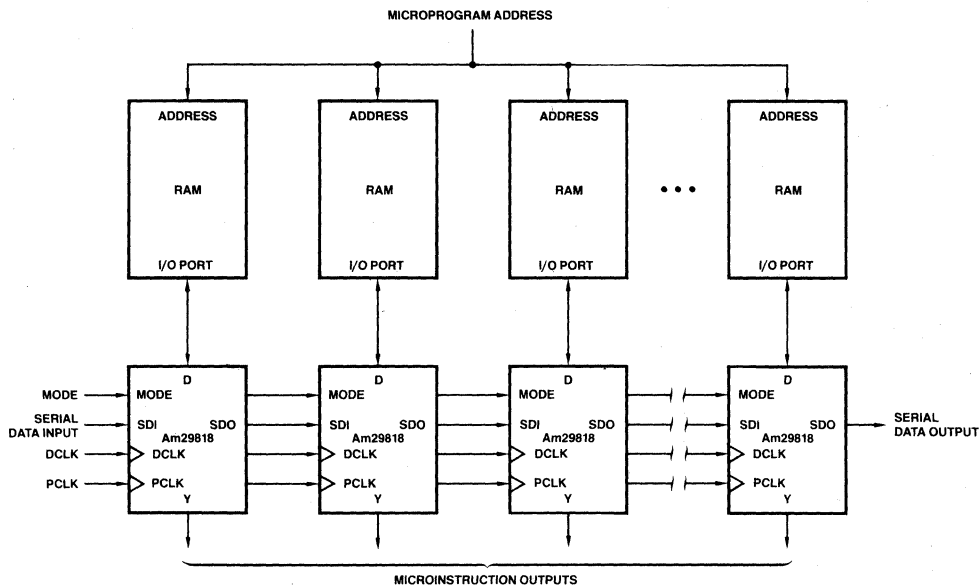 MICROPROGRAM ADDRESS
ADDRESS
RAM
I/O PORT
ADDRESS
RAM
I/O PORT
ADDRESS
RAM
I/O PORT
• • •
ADDRESS
RAM
I/O PORT
MODE
SERIAL
DATA INPUT
DCLK
PCLK
D
MODE
SDI SDO
Am29818
DCLK
PCLK
Y
D
MODE
SDI SDO
Am29818
DCLK
PCLK
Y
D
MODE
SDI SDO
Am29818
DCLK
PCLK
Y
D
MODE
SDI SDO
Am29818
DCLK
PCLK
Y
SERIAL
DATA OUTPUT
MICROINSTRUCTION OUTPUTS